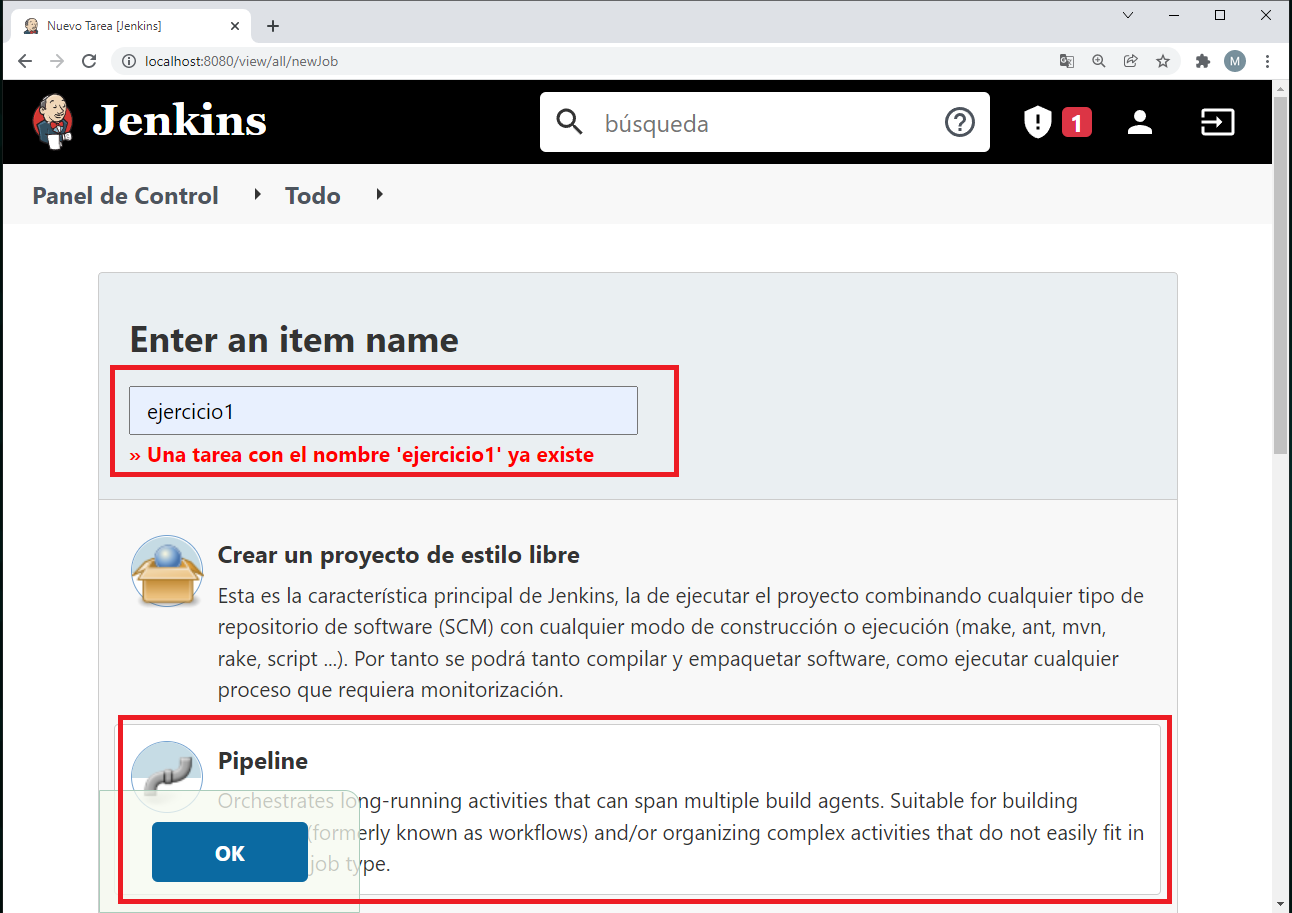 Nuevo Tarea [Jenkins]
localhost:8080/view/all/newJob
M
Jenkins
búsqueda
1
Panel de Control
Todo
Enter an item name
ejercicio1
» Una tarea con el nombre 'ejercicio1' ya existe
Crear un proyecto de estilo libre
Esta es la característica principal de Jenkins, la de ejecutar el proyecto combinando cualquier tipo de
repositorio de software (SCM) con cualquier modo de construcción o ejecución (make, ant, mvn,
rake, script ...). Por tanto se podrá tanto compilar y empaquetar software, como ejecutar cualquier
proceso que requiera monitorización.
Pipeline
Orchestrates long-running activities that can span multiple build agents. Suitable for building
(formerly known as workflows) and/or organizing complex activities that do not easily fit in
OK
job type.